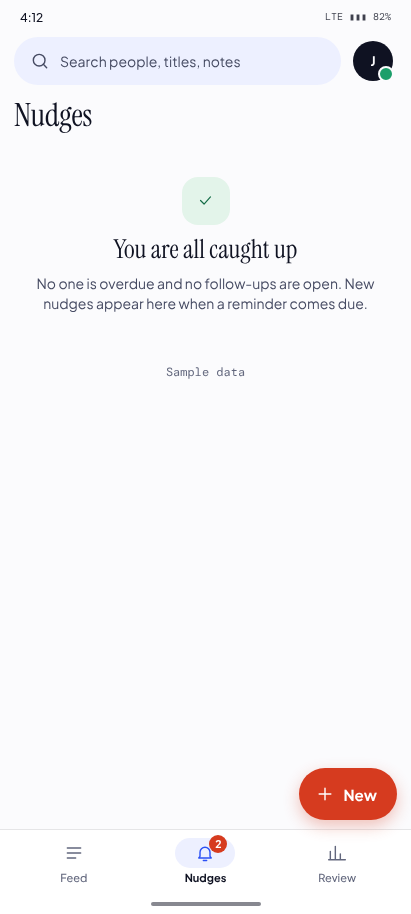 4:12
LTE 82%
Search people, titles, notes
J
Nudges
You are all caught up
No one is overdue and no follow-ups are open. New
nudges appear here when a reminder comes due.
Sample data
New
2
Feed
Nudges
Review